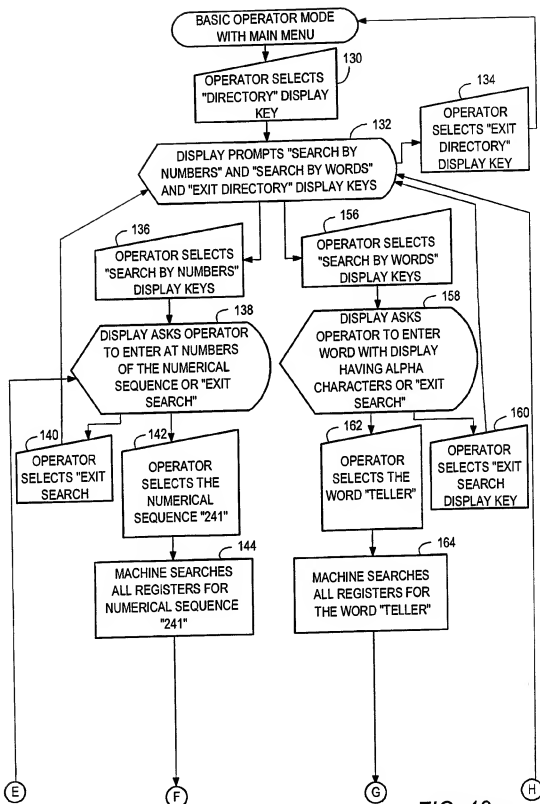 BASIC OPERATOR MODE
WITH MAIN MENU
130
OPERATOR SELECTS
"DIRECTORY" DISPLAY
KEY
134
OPERATOR
SELECTS "EXIT
DIRECTORY"
DISPLAY KEY
132
DISPLAY PROMPTS "SEARCH BY
NUMBERS" AND "SEARCH BY WORDS"
AND "EXIT DIRECTORY" DISPLAY KEYS
136
OPERATOR SELECTS
"SEARCH BY NUMBERS"
DISPLAY KEYS
156
OPERATOR SELECTS
"SEARCH BY WORDS"
DISPLAY KEYS
138
DISPLAY ASKS OPERATOR
TO ENTER AT NUMBERS
OF THE NUMERICAL
SEQUENCE OR "EXIT
SEARCH"
158
DISPLAY ASKS
OPERATOR TO ENTER
WORD WITH DISPLAY
HAVING ALPHA
CHARACTERS OR "EXIT
SEARCH"
140
OPERATOR
SELECTS "EXIT
SEARCH
142
OPERATOR
SELECTS THE
NUMERICAL
SEQUENCE "241"
162
OPERATOR
SELECTS THE
WORD "TELLER"
160
OPERATOR
SELECTS "EXIT
SEARCH
DISPLAY KEY
144
MACHINE SEARCHES
ALL REGISTERS FOR
NUMERICAL SEQUENCE
"241"
164
MACHINE SEARCHES
ALL REGISTERS FOR
THE WORD "TELLER"
E
F
G
H